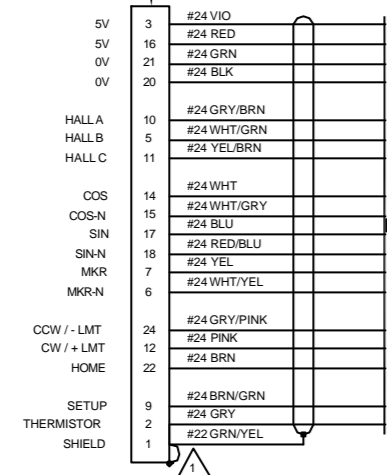 5V 3 #24 VIO
5V 16 #24 RED
0V 21 #24 GRN
0V 20 #24 BLK
HALL A 10 #24 GRY/BRN
HALL B 5 #24 WHT/GRN
HALL C 11 #24 YEL/BRN
COS 14 #24 WHT
COS-N 15 #24 WHT/GRY
SIN 17 #24 BLU
SIN-N 18 #24 RED/BLU
MKR 7 #24 YEL
MKR-N 6 #24 WHT/YEL
CCW / - LMT 24 #24 GRY/PINK
CW / + LMT 12 #24 PINK
HOME 22 #24 BRN
SETUP 9 #24 BRN/GRN
THERMISTOR 2 #24 GRY
SHIELD 1 #22 GRN/YEL
1